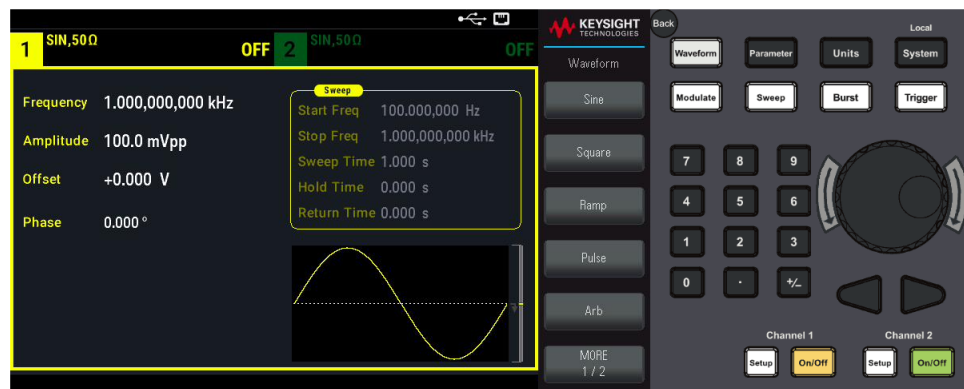 1 SIN,50Ω OFF 2 SIN,50Ω OFF
Frequency 1.000,000,000 kHz
Amplitude 100.0 mVpp
Offset +0.000 V
Phase 0.000 °
Sweep
Start Freq 100.000,000 Hz
Stop Freq 1.000,000,000 kHz
Sweep Time 1.000 s
Hold Time 0.000 s
Return Time 0.000 s
KEYSIGHT
TECHNOLOGIES
Waveform
Sine
Square
Ramp
Pulse
Arb
MORE
1 / 2
Back
Local
Waveform Parameter Units System
Modulate Sweep Burst Trigger
7 8 9
4 5 6
1 2 3
0 . +/-
Channel 1 Channel 2
Setup On/Off Setup On/Off